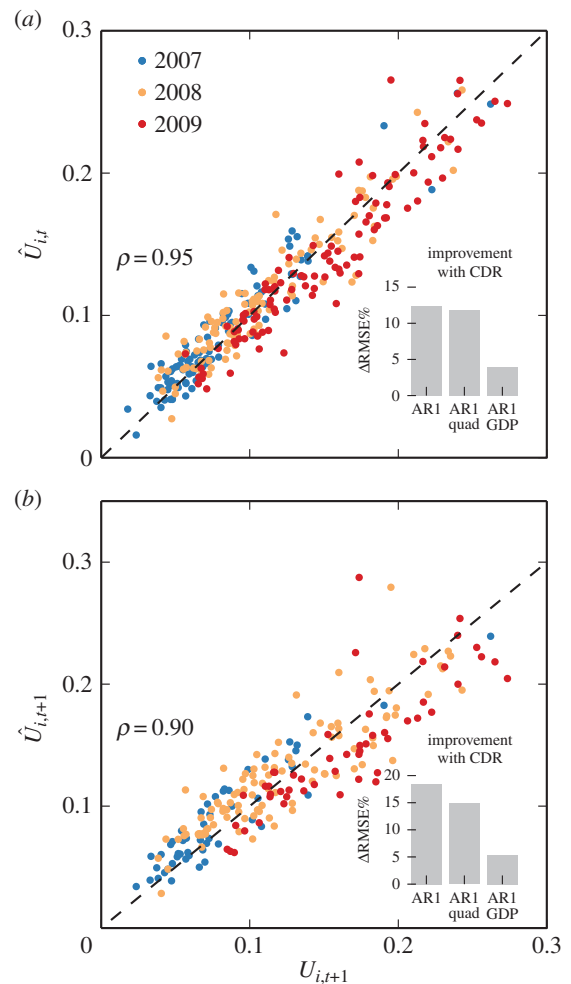 (a)
0.3
2007
2008
2009
0.2
Û_{i,t}
ρ = 0.95
0.1
0
improvement
with CDR
15
10
5
0
ΔRMSE%
AR1 AR1 AR1
quad GDP
(b)
0.3
0.2
Û_{i,t+1}
ρ = 0.90
0.1
0
improvement
with CDR
20
15
10
5
0
ΔRMSE%
AR1 AR1 AR1
quad GDP
0.1 0.2 0.3
U_{i,t+1}